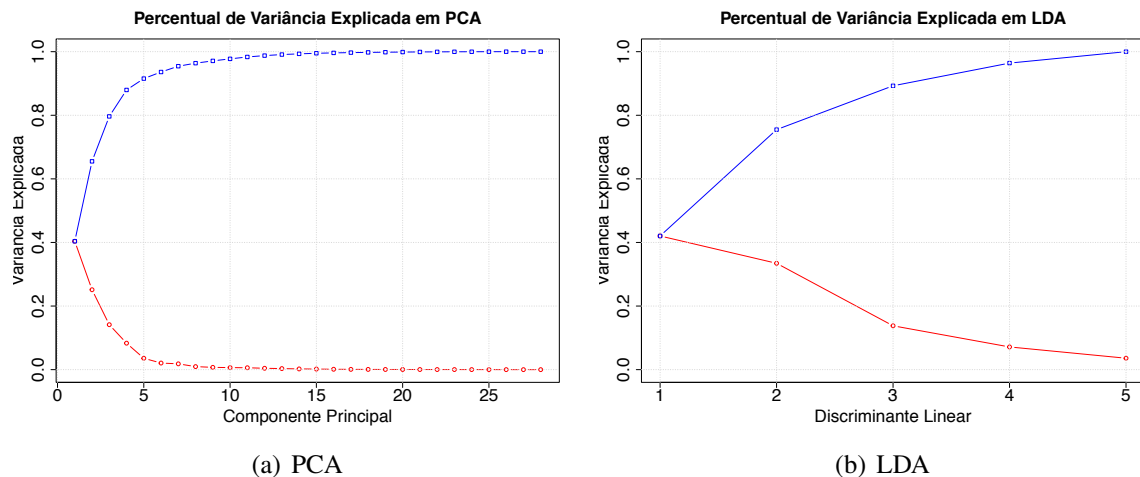 Percentual de Variância Explicada em PCA
Variância Explicada
0.0 0.2 0.4 0.6 0.8 1.0
0 5 10 15 20 25
Componente Principal
(a) PCA
Percentual de Variância Explicada em LDA
Variância Explicada
0.0 0.2 0.4 0.6 0.8 1.0
1 2 3 4 5
Discriminante Linear
(b) LDA